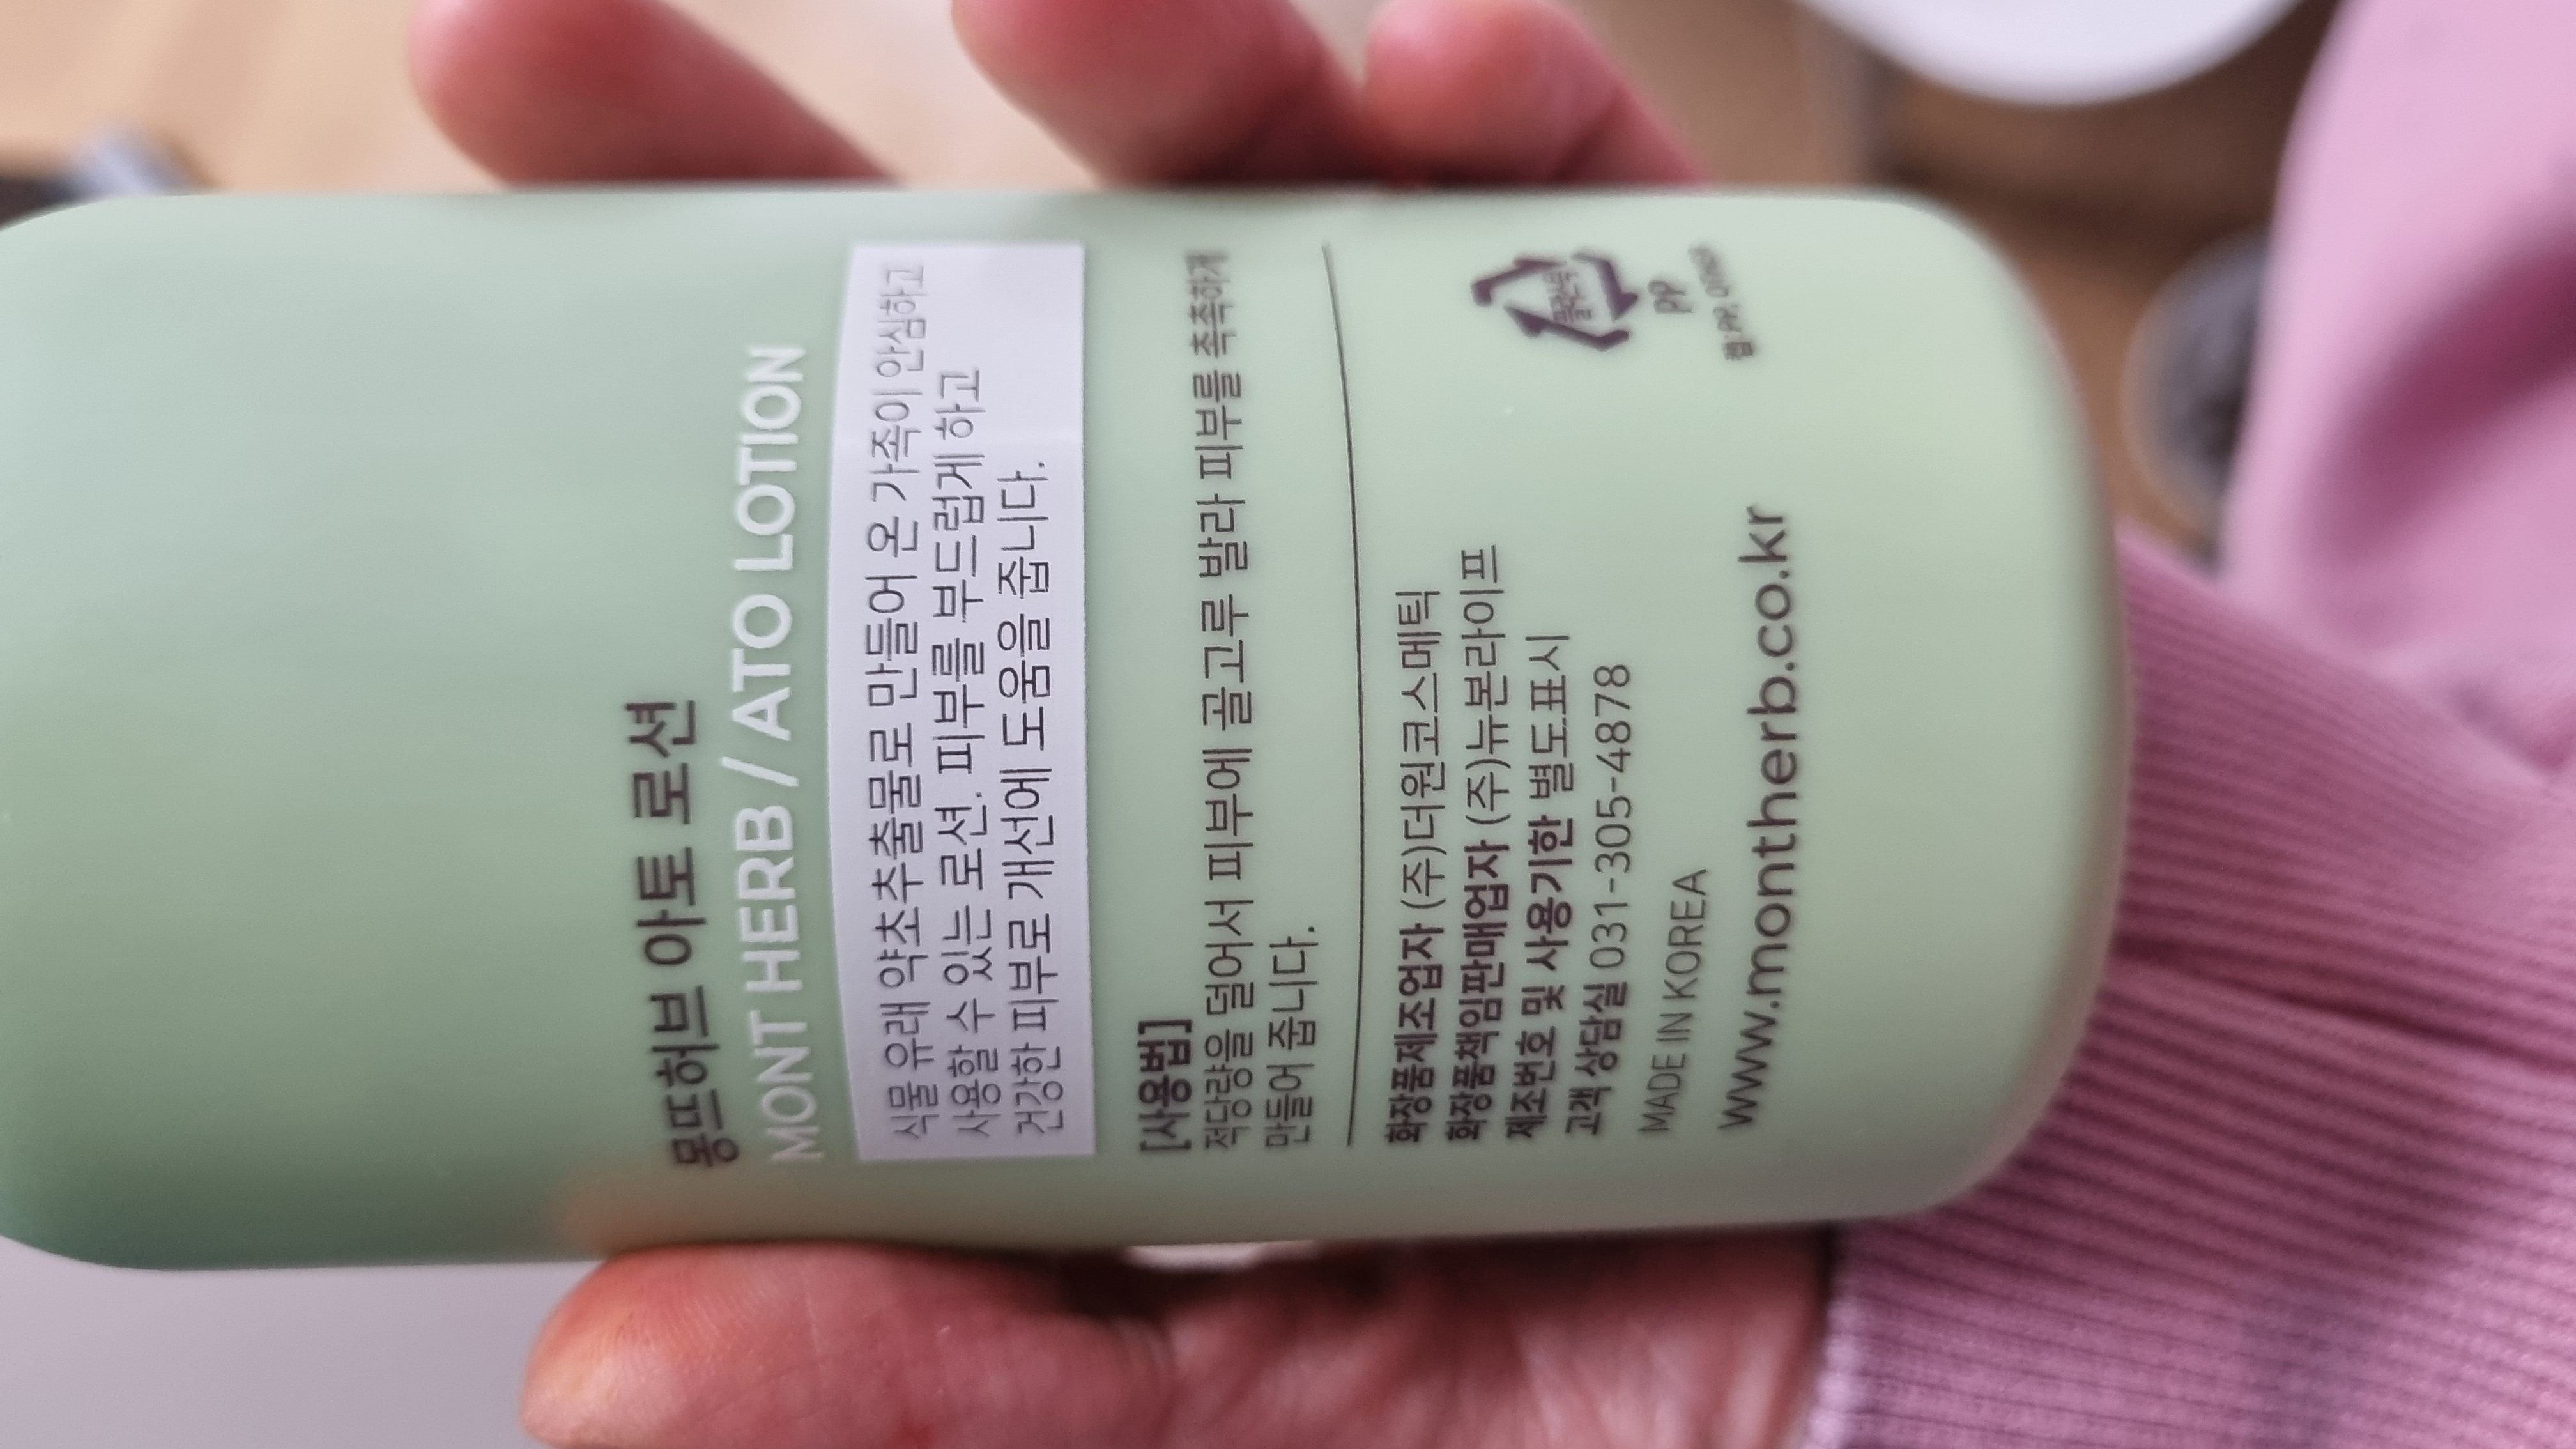 몽뜨허브 아토 로션
MONT HERB / ATO LOTION
식물 유래 약초추출물로 만들어 온 가족이 안심하고
사용할 수 있는 로션. 피부를 부드럽게 하고
건강한 피부로 개선에 도움을 줍니다.
[사용법]
적당량을 덜어서 피부에 골고루 발라 피부를 촉촉하게
만들어 줍니다.
화장품제조업자 (주)더원코스메틱
화장품책임판매업자 (주)뉴본라이프
제조번호 및 사용기한 별도표시
고객 상담실 031-305-4878
MADE IN KOREA
www.montherb.co.kr
플라스틱
PP
캡:PP,